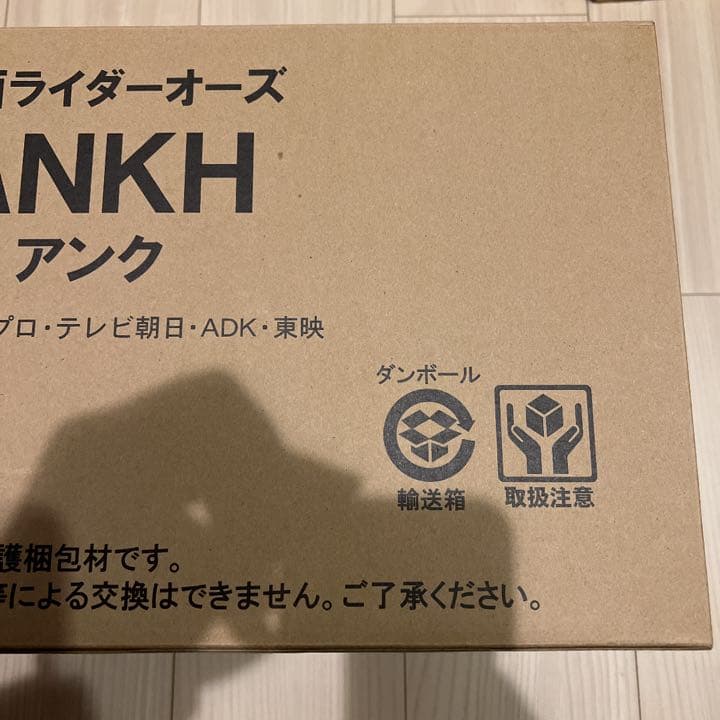 ライダーオーズ
ANKH
アンク
プロ・テレビ朝日・ADK・東映
ダンボール
輸送箱
取扱注意
護梱包材です。
等による交換はできません。ご了承ください。